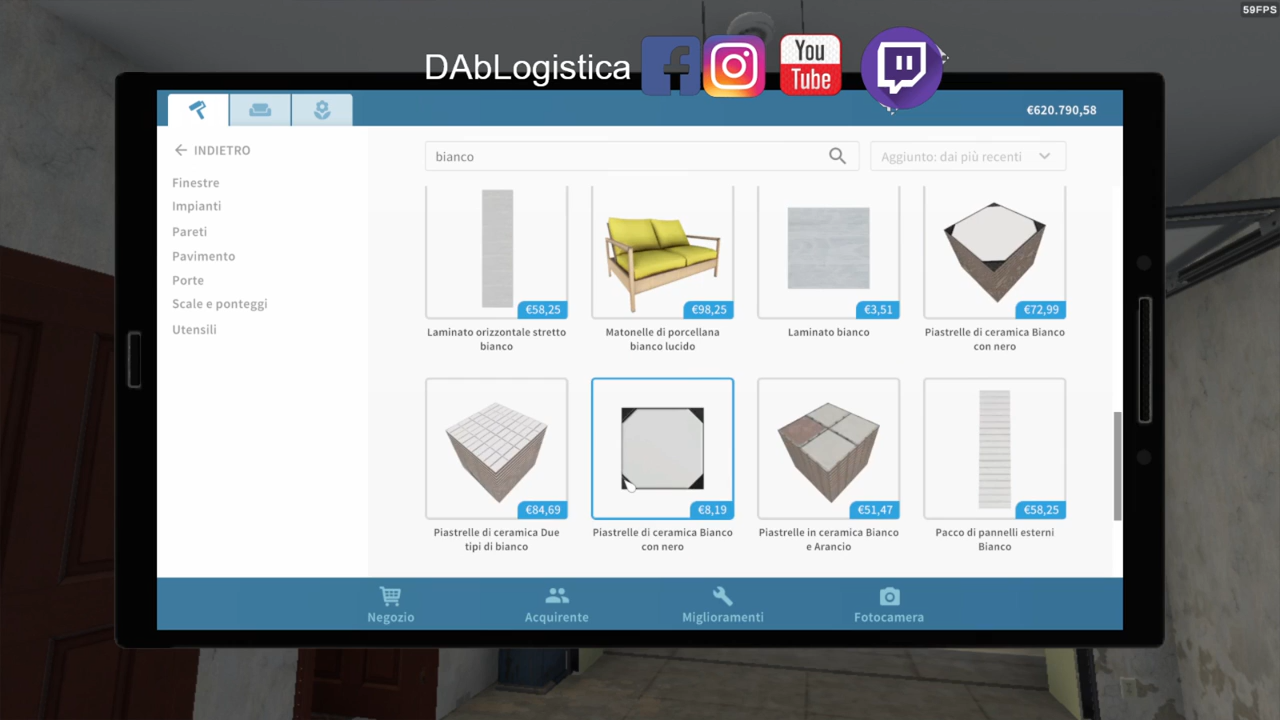 59FPS
DAbLogistica
You
Tube
€620.790,58
INDIETRO
bianco
Aggiunto: dai più recenti
Finestre
Impianti
Pareti
Pavimento
Porte
Scale e ponteggi
Utensili
€58,25
€98,25
€3,51
€72,99
Laminato orizzontale stretto
bianco
Matonelle di porcellana
bianco lucido
Laminato bianco
Piastrelle di ceramica Bianco
con nero
€84,69
€8,19
€51,47
€58,25
Piastrelle di ceramica Due
tipi di bianco
Piastrelle di ceramica Bianco
con nero
Piastrelle in ceramica Bianco
e Arancio
Pacco di pannelli esterni
Bianco
Negozio
Acquirente
Miglioramenti
Fotocamera